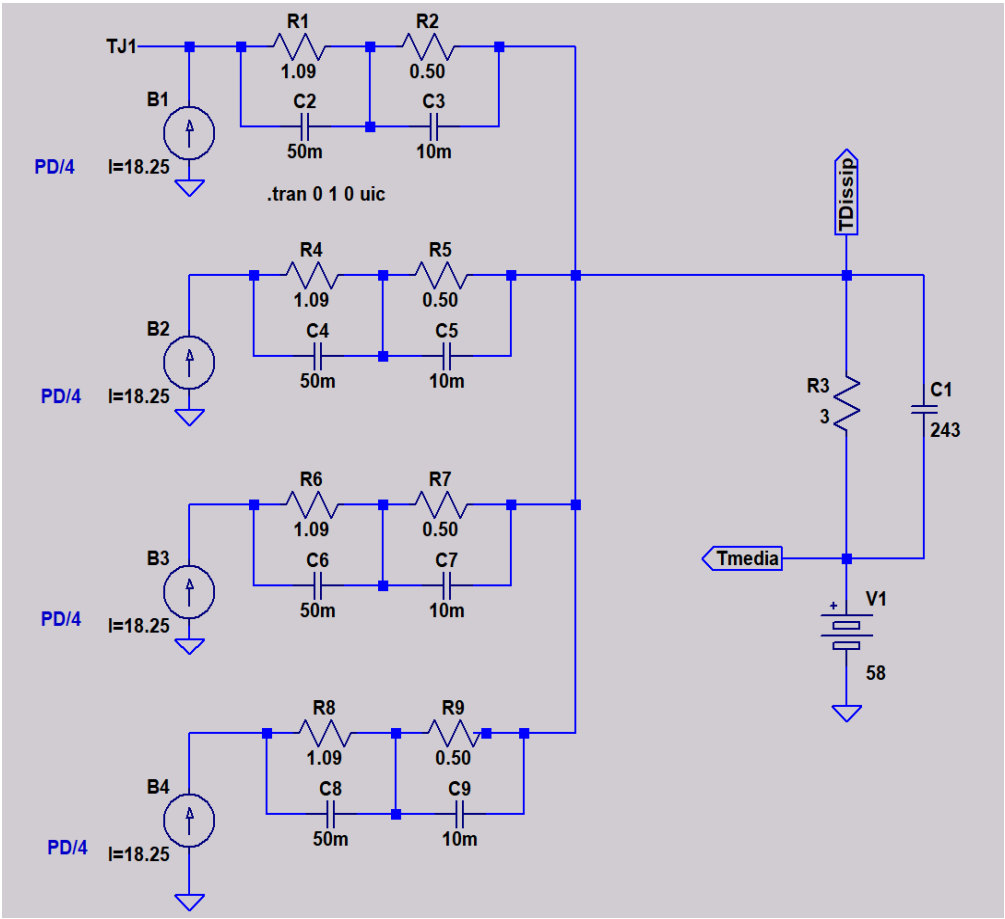 R1
R2
TJ1
1.09
0.50
B1
C2
C3
50m
10m
PD/4
I=18.25
.tran 0 1 0 uic
TDissip
R4
R5
1.09
0.50
B2
C4
C5
50m
10m
PD/4
I=18.25
R3
3
C1
243
R6
R7
1.09
0.50
B3
C6
C7
50m
10m
PD/4
I=18.25
Tmedia
+
V1
58
R8
R9
1.09
0.50
B4
C8
C9
50m
10m
PD/4
I=18.25